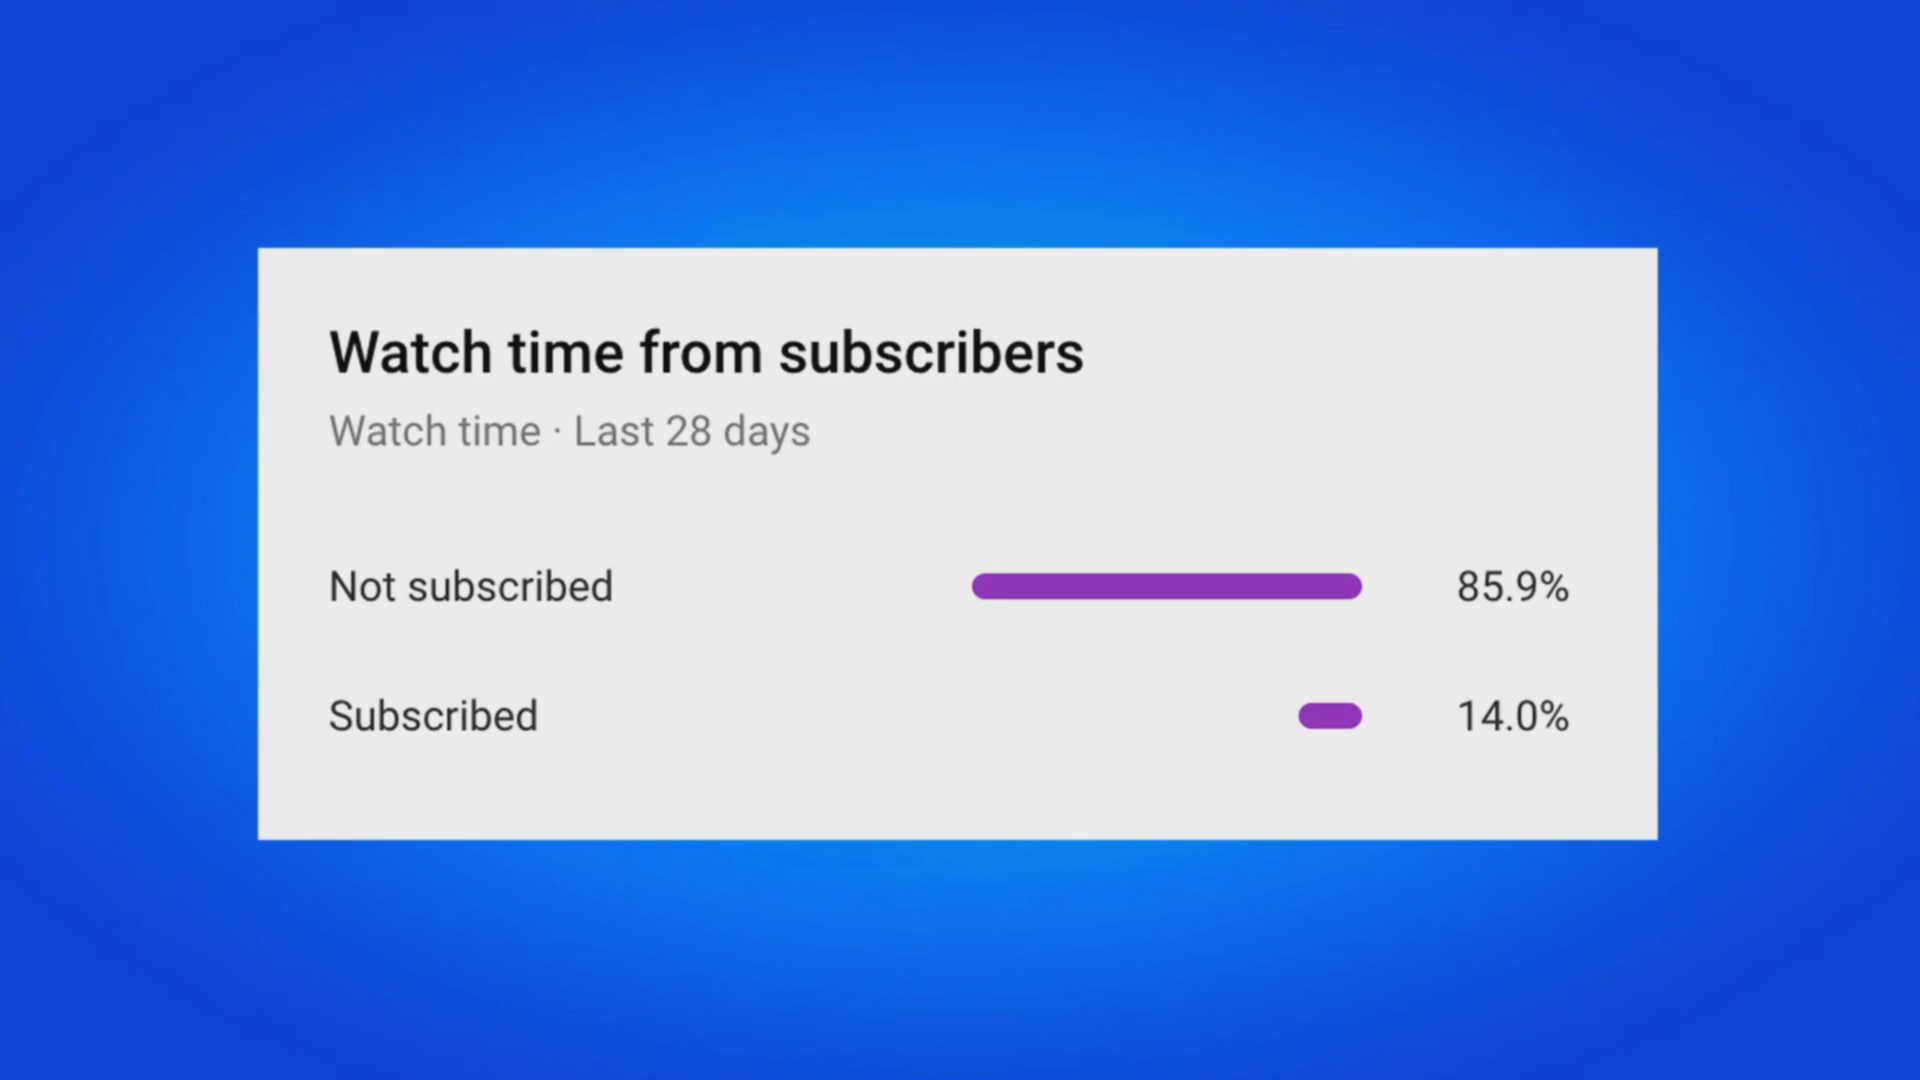 Watch time from subscribers
Watch time · Last 28 days
Not subscribed 85.9%
Subscribed 14.0%